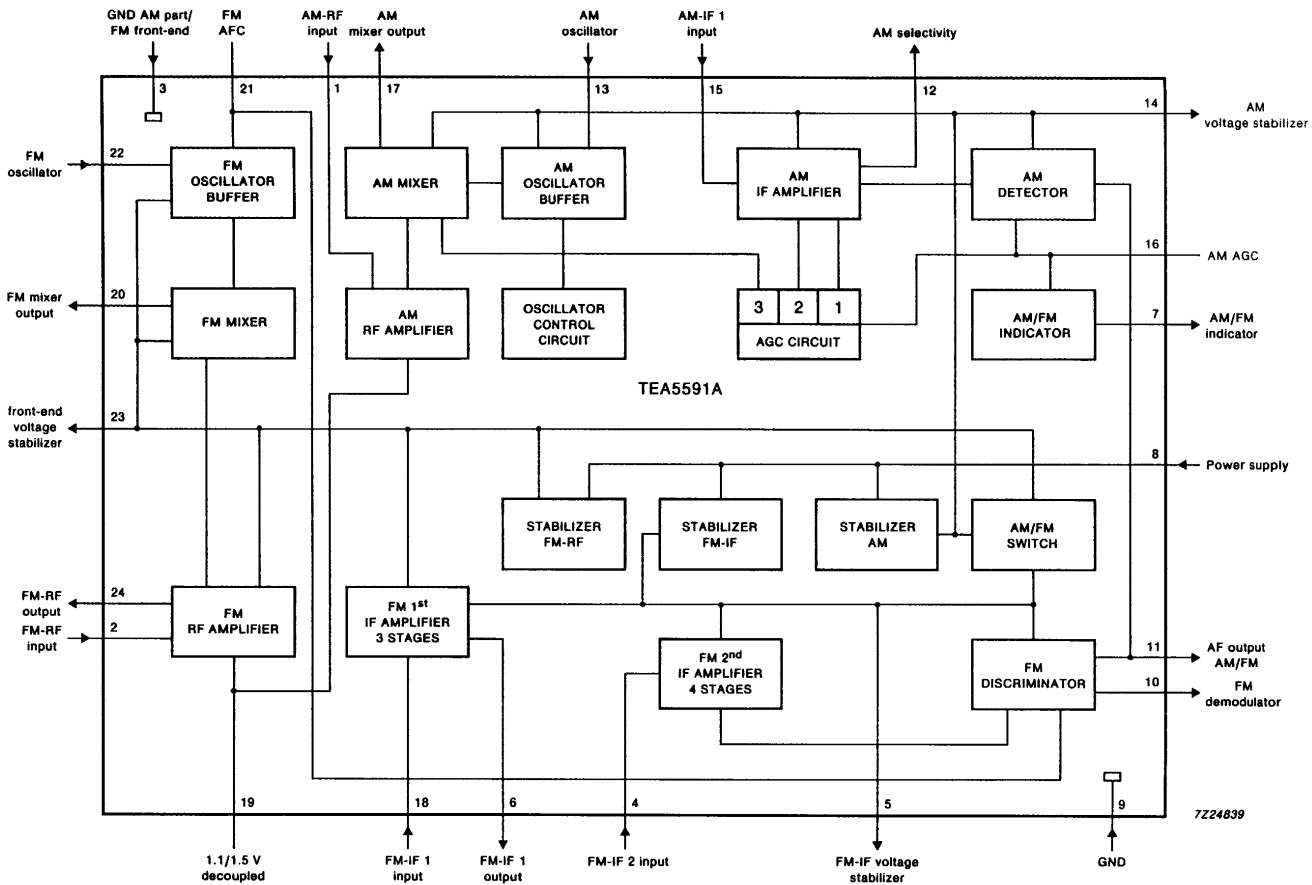 GND AM part/
FM front-end
FM
AFC
AM-RF
input
AM
mixer output
AM
oscillator
AM-IF 1
input
AM selectivity
3
21
1
17
13
15
12
14
AM
voltage stabilizer
FM
oscillator
22
FM
OSCILLATOR
BUFFER
AM MIXER
AM
OSCILLATOR
BUFFER
AM
IF AMPLIFIER
AM
DETECTOR
16
AM AGC
FM mixer
output
20
FM MIXER
AM
RF AMPLIFIER
OSCILLATOR
CONTROL
CIRCUIT
3 2 1
AGC CIRCUIT
AM/FM
INDICATOR
7
AM/FM
indicator
TEA5591A
front-end
voltage
stabilizer
23
8
Power supply
STABILIZER
FM-RF
STABILIZER
FM-IF
STABILIZER
AM
AM/FM
SWITCH
FM-RF
output
24
FM-RF
input
2
FM
RF AMPLIFIER
FM 1st
IF AMPLIFIER
3 STAGES
FM 2nd
IF AMPLIFIER
4 STAGES
FM
DISCRIMINATOR
11
AF output
AM/FM
10
FM
demodulator
19
18
6
4
5
9
7Z24839
1.1/1.5 V
decoupled
FM-IF 1
input
FM-IF 1
output
FM-IF 2 input
FM-IF voltage
stabilizer
GND